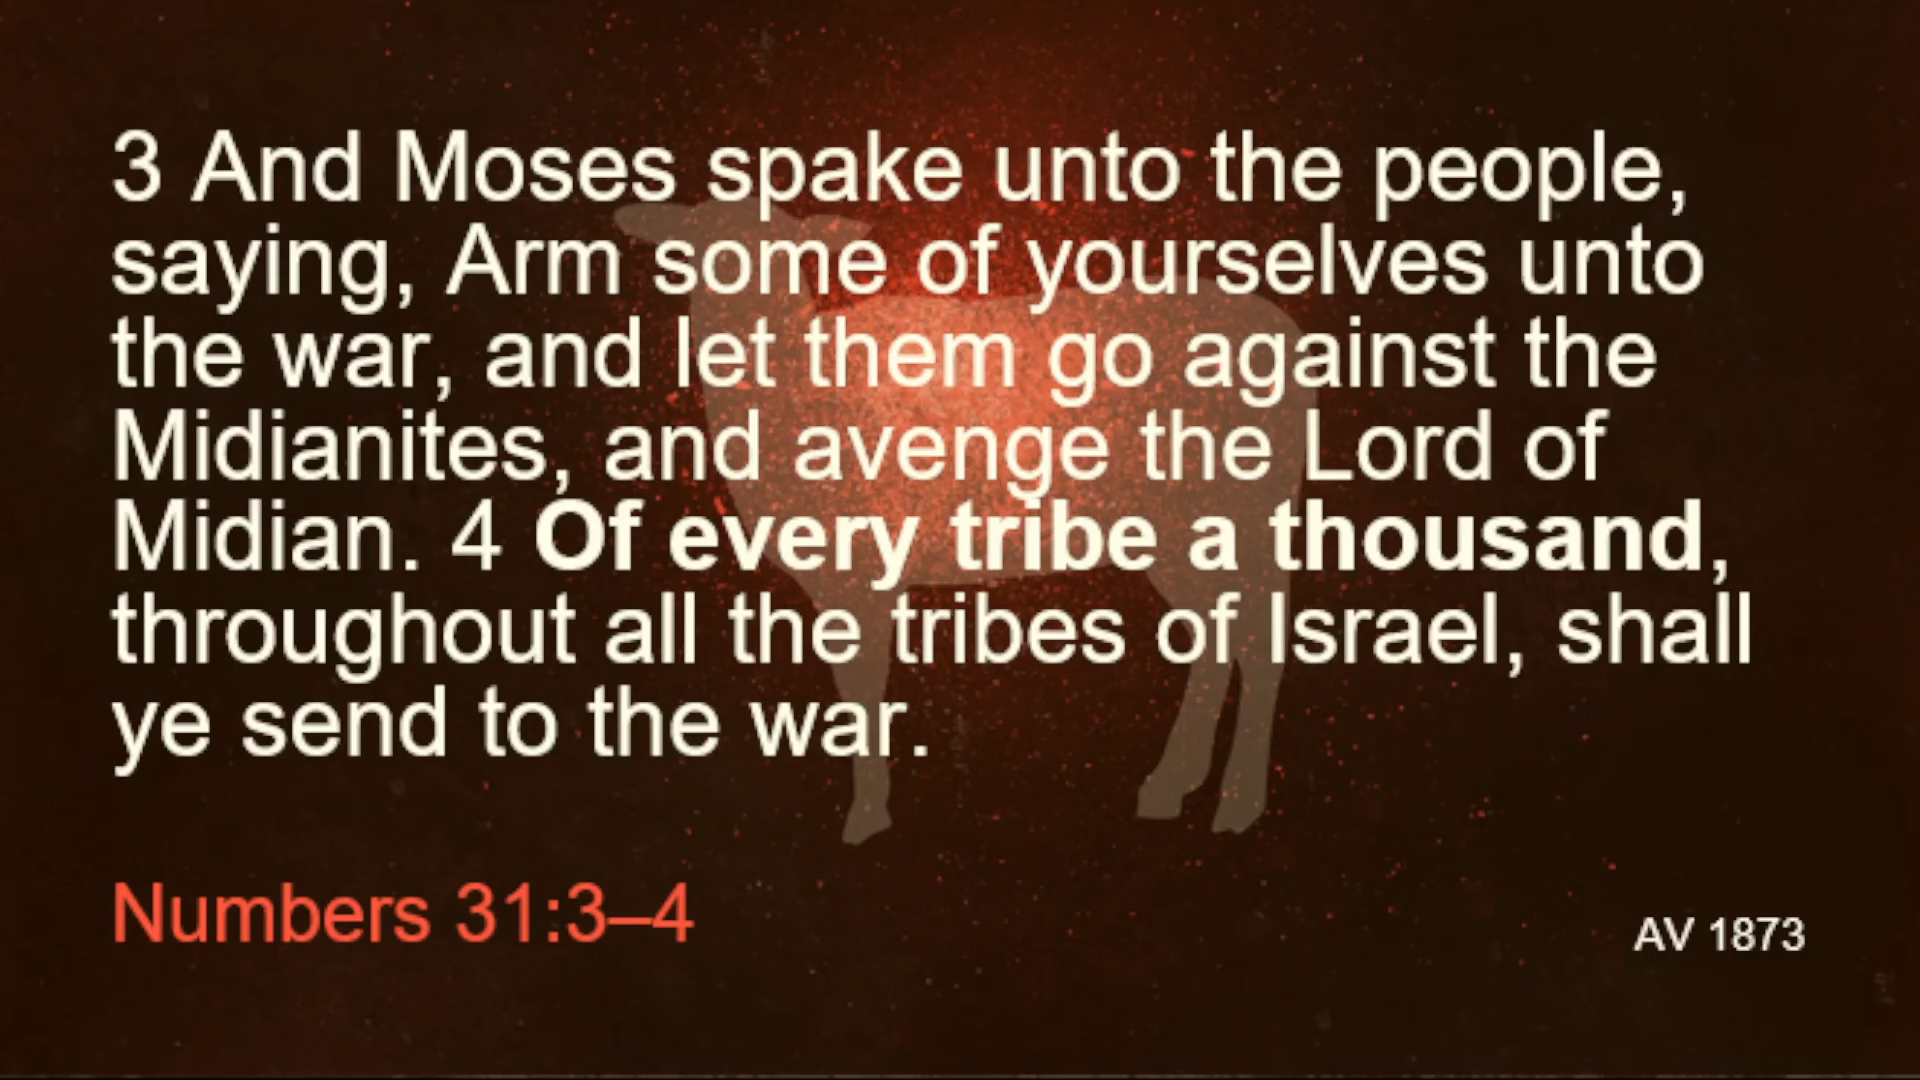 3 And Moses spake unto the people,
saying, Arm some of yourselves unto
the war, and let them go against the
Midianites, and avenge the Lord of
Midian. 4 Of every tribe a thousand,
throughout all the tribes of Israel, shall
ye send to the war.
Numbers 31:3–4
AV 1873